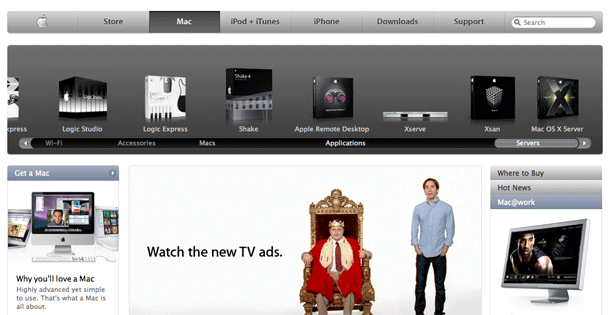 Store Mac iPod + iTunes iPhone Downloads Support Search
xpress Logic Studio Logic Express Shake Apple Remote Desktop Xserve Xsan Mac OS X Server
Wi-Fi Accessories Macs Applications Servers
Get a Mac
Where to Buy
Hot News
Mac@work
Watch the new TV ads.
Why you'll love a Mac
Highly advanced yet simple
to use. That's what a Mac is
all about.